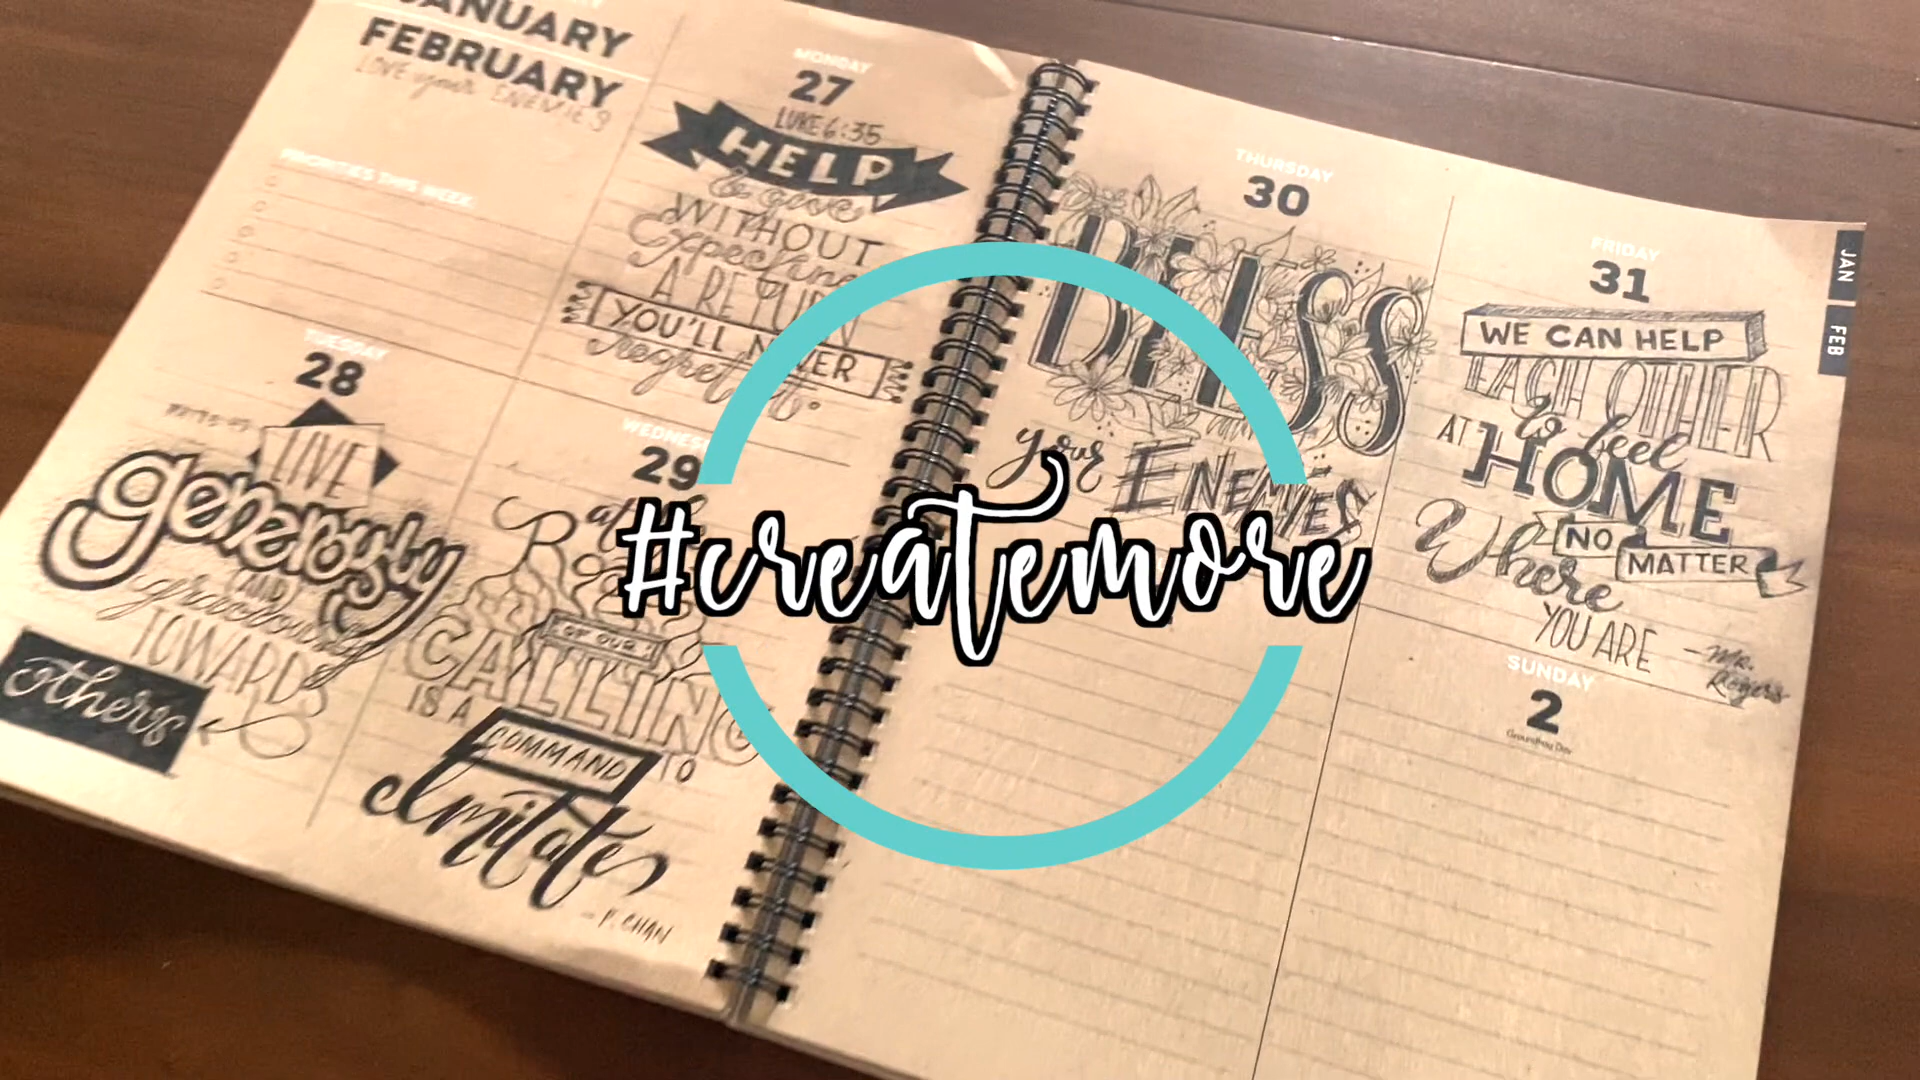 JANUARY
FEBRUARY
LOVE your ENEMIES
PRIORITIES THIS WEEK
MONDAY
27
LUKE 6:35
HELP
& give
WITHOUT
Expecting
A RETURN
YOU'LL NEVER
regret it.
TUESDAY
28
LIVE
generously
AND
graciously
TOWARDS
others
WEDNESDAY
29
OF OUR
CALLING
IS A
COMMAND
TO
Imitate
- P. CHAN
THURSDAY
30
BLESS
your ENEMIES
FRIDAY
31
WE CAN HELP
EACH OTHER
to feel
AT HOME
Where NO MATTER
YOU ARE
- Mr. Rogers
SUNDAY
2
Groundhog Day
JAN
FEB
#createmore